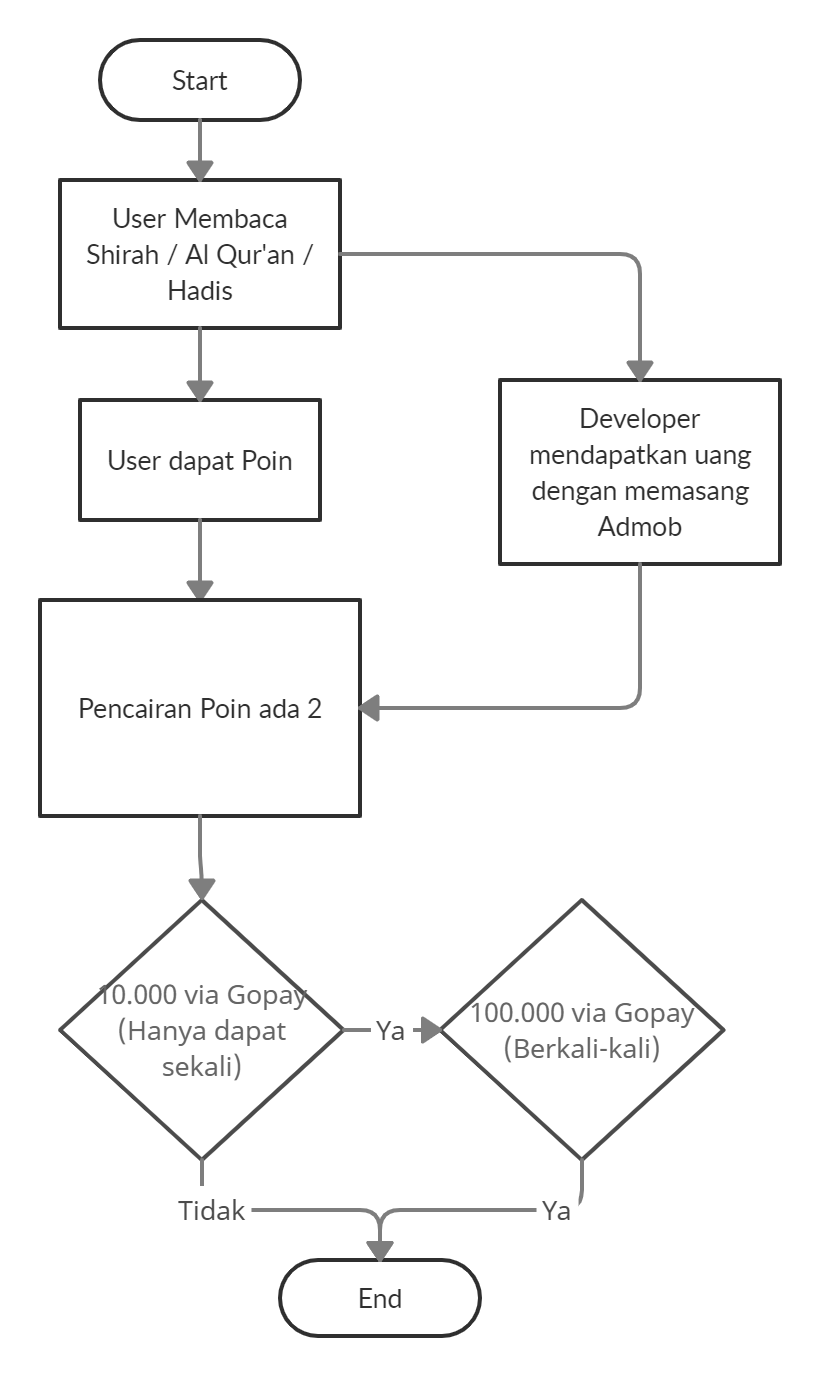 Start
User Membaca
Shirah / Al Qur'an /
Hadis
User dapat Poin
Developer
mendapatkan uang
dengan memasang
Admob
Pencairan Poin ada 2
10.000 via Gopay
(Hanya dapat
sekali)
Ya
100.000 via Gopay
(Berkali-kali)
Tidak
Ya
End